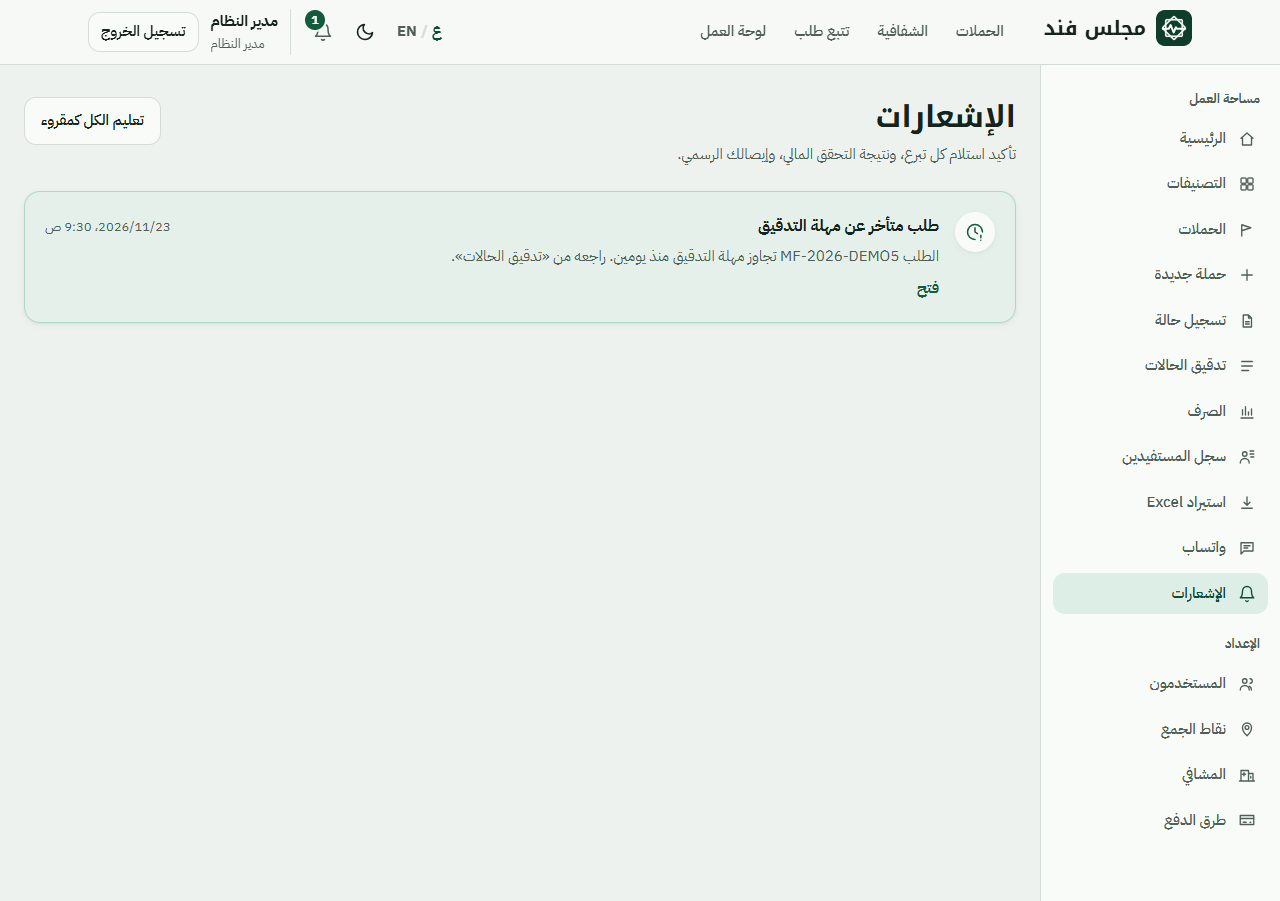 مجلس فند
الحملات
الشفافية
تتبع طلب
لوحة العمل
ع / EN
1
مدير النظام
مدير النظام
تسجيل الخروج
مساحة العمل
الرئيسية
التصنيفات
الحملات
حملة جديدة
تسجيل حالة
تدقيق الحالات
الصرف
سجل المستفيدين
استيراد Excel
واتساب
الإشعارات
الإعداد
المستخدمون
نقاط الجمع
المشافي
طرق الدفع
الإشعارات
تأكيد استلام كل تبرع، ونتيجة التحقق المالي، وإيصالك الرسمي.
تعليم الكل كمقروء
طلب متأخر عن مهلة التدقيق
2026/11/23، 9:30 ص
الطلب MF-2026-DEMO5 تجاوز مهلة التدقيق منذ يومين. راجعه من «تدقيق الحالات».
فتح